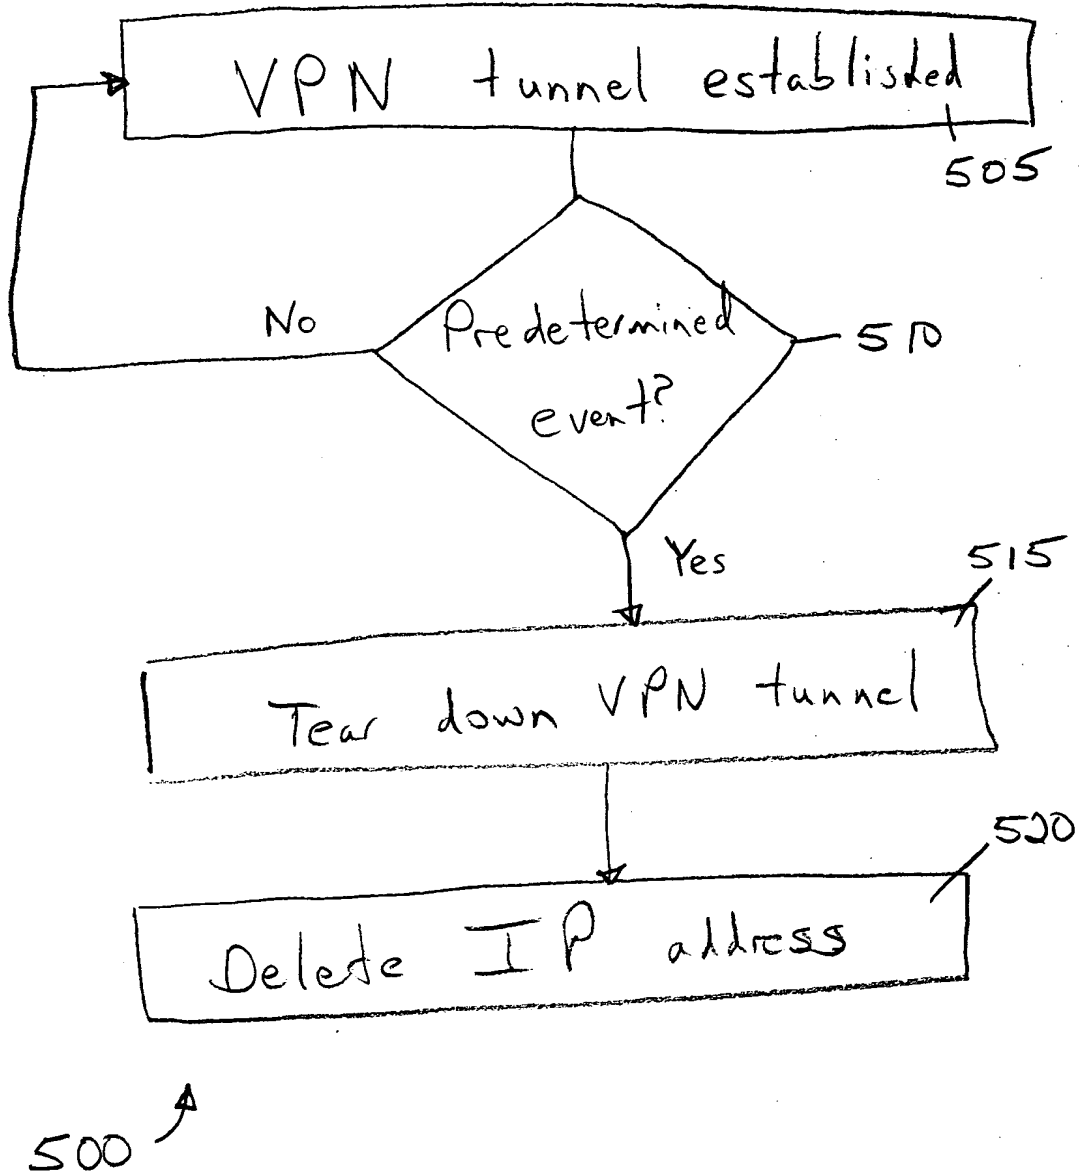 VPN tunnel established
505
No
Predetermined
event?
510
Yes
515
Tear down VPN tunnel
520
Delete IP address
500